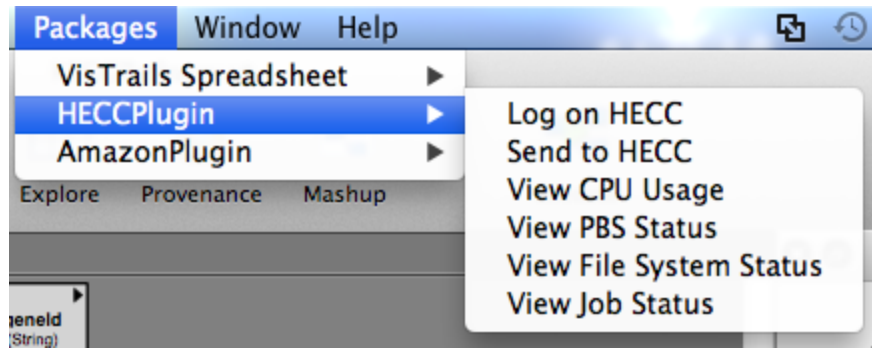 Packages Window Help
VisTrails Spreadsheet
HECCPlugin
AmazonPlugin
Log on HECC
Send to HECC
View CPU Usage
View PBS Status
View File System Status
View Job Status
Explore Provenance Mashup
(String)